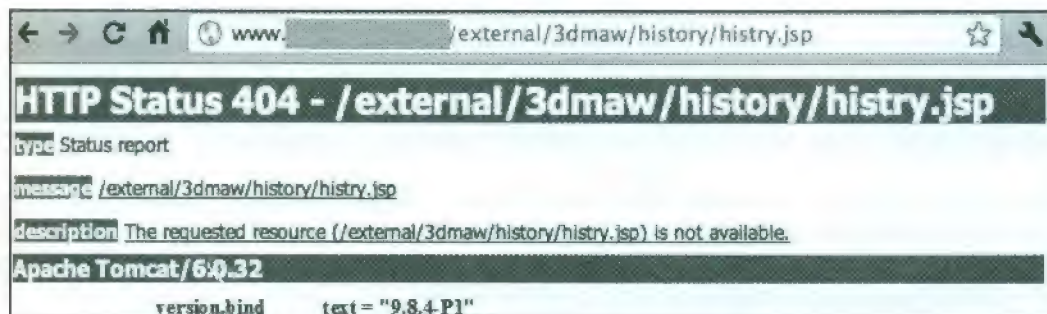 www. /external/3dmaw/history/histry.jsp
HTTP Status 404 - /external/3dmaw/history/histry.jsp
type Status report
message /external/3dmaw/history/histry.jsp
description The requested resource (/external/3dmaw/history/histry.jsp) is not available.
Apache Tomcat/6.0.32
version.bind text = "9.8.4-P1"